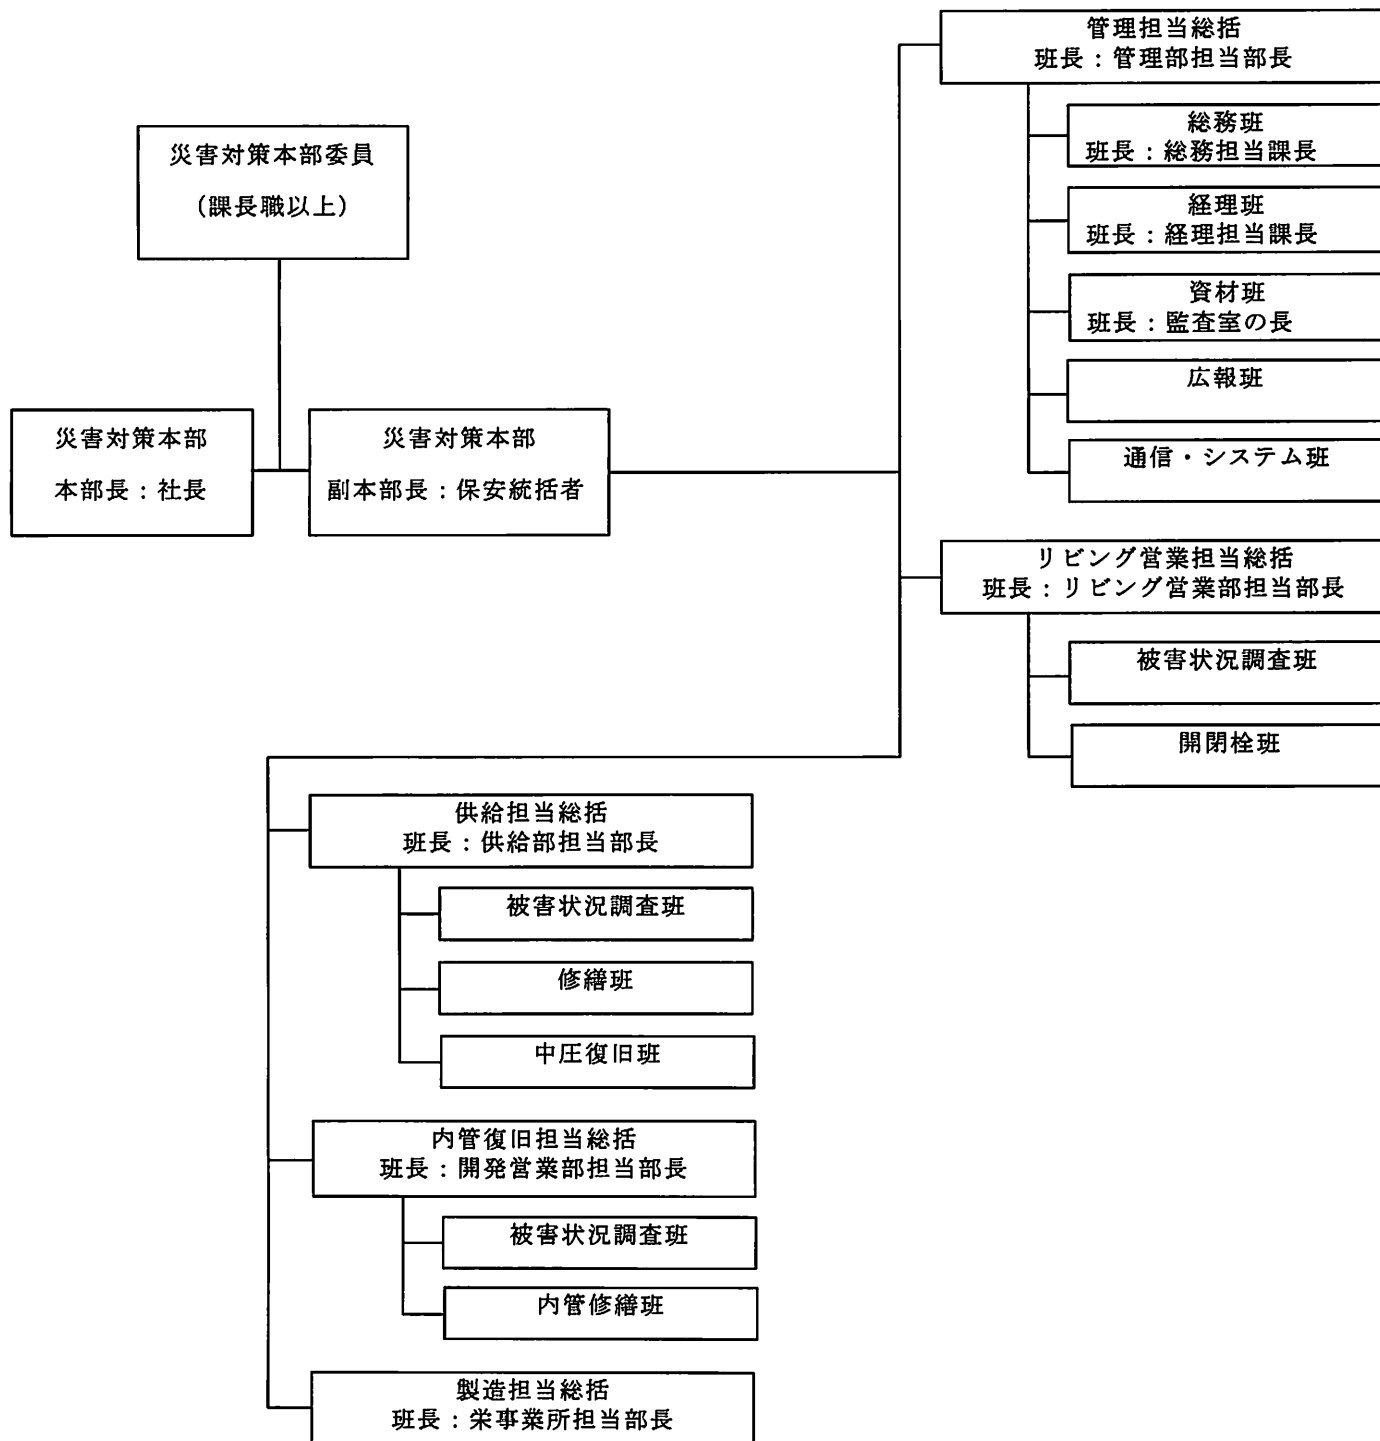 災害対策本部委員
(課長職以上)
災害対策本部
本部長：社長
災害対策本部
副本部長：保安統括者
管理担当総括
班長：管理部担当部長
総務班
班長：総務担当課長
経理班
班長：経理担当課長
資材班
班長：監査室の長
広報班
通信・システム班
リビング営業担当総括
班長：リビング営業部担当部長
被害状況調査班
開閉栓班
供給担当総括
班長：供給部担当部長
被害状況調査班
修繕班
中圧復旧班
内管復旧担当総括
班長：開発営業部担当部長
被害状況調査班
内管修繕班
製造担当総括
班長：栄事業所担当部長